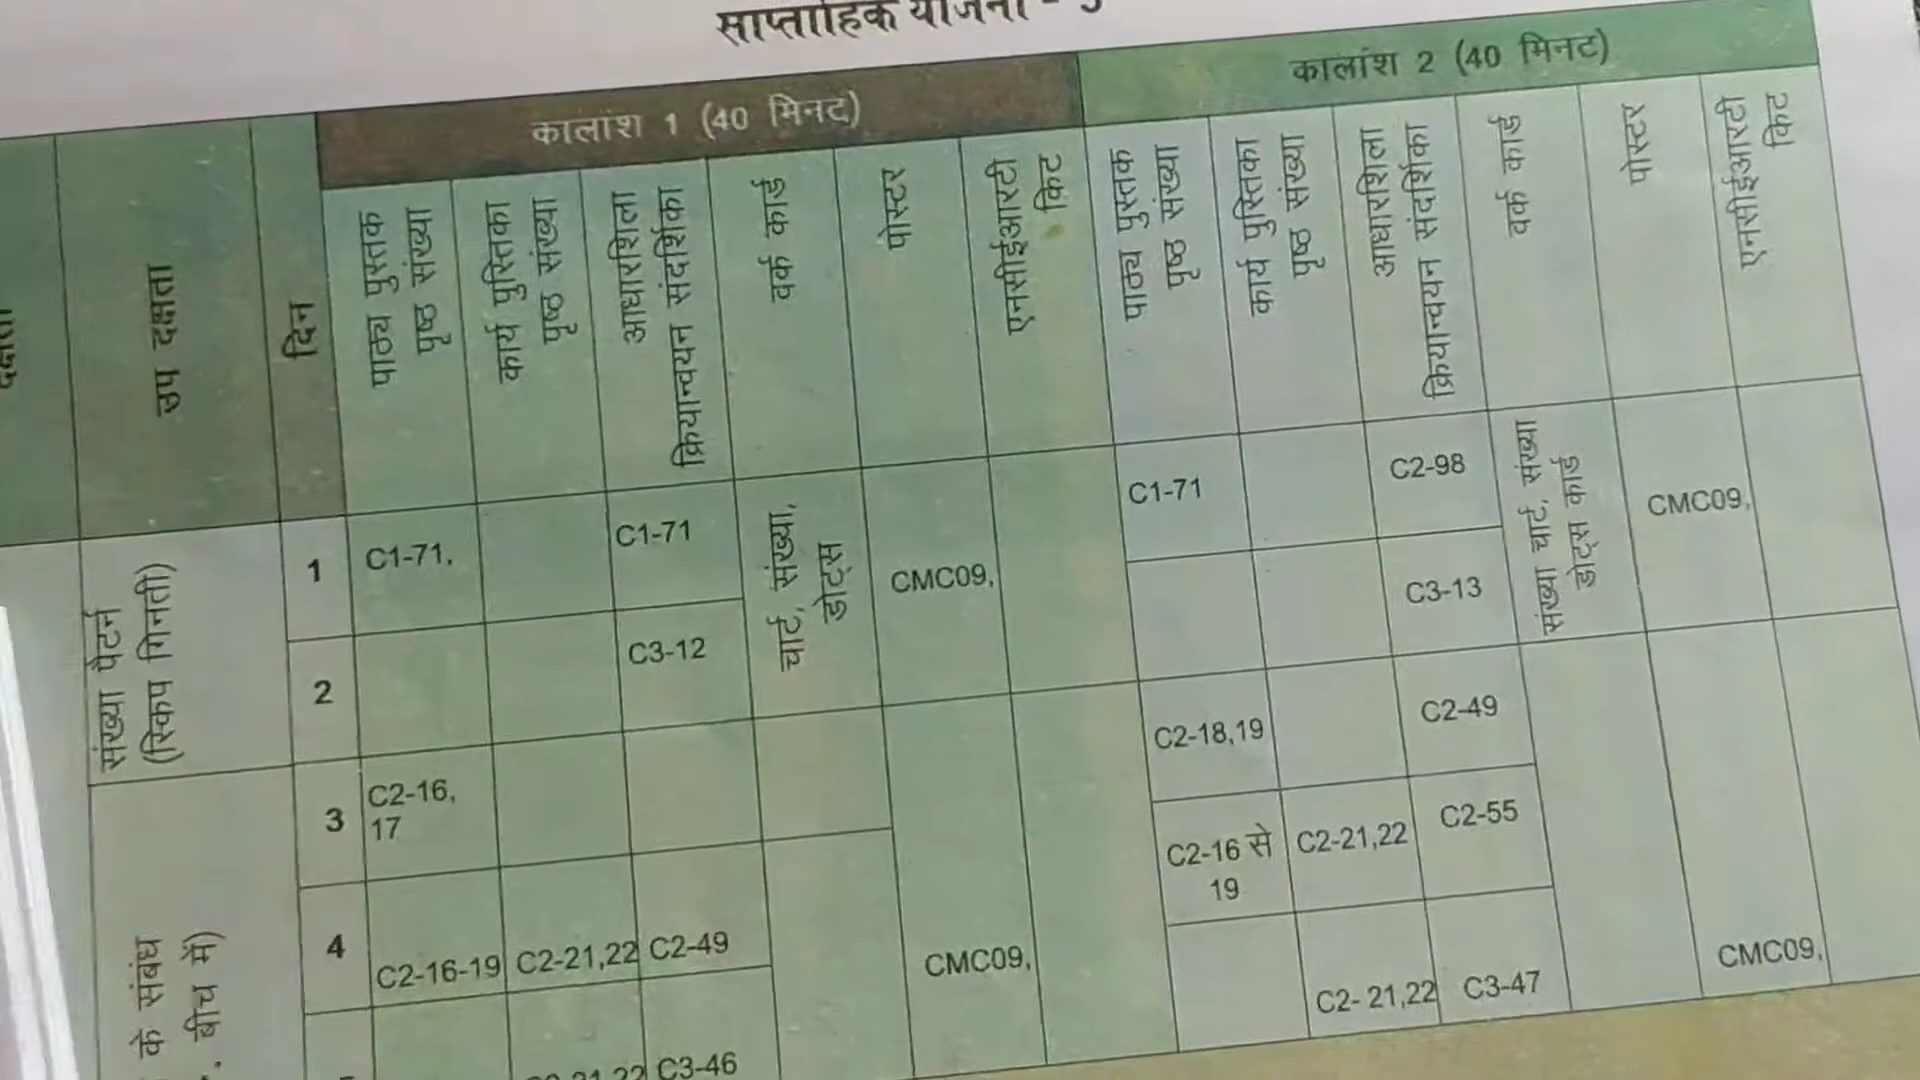 साप्ताहिक योजना -
कालांश 1 (40 मिनट)
कालांश 2 (40 मिनट)
उप दक्षता
दिन
पाठ्य पुस्तक
पृष्ठ संख्या
कार्य पुस्तिका
पृष्ठ संख्या
आधारशिला
क्रियान्वयन संदर्शिका
वर्क कार्ड
पोस्टर
एनसीईआरटी
किट
पाठ्य पुस्तक
पृष्ठ संख्या
कार्य पुस्तिका
पृष्ठ संख्या
आधारशिला
क्रियान्वयन संदर्शिका
वर्क कार्ड
पोस्टर
एनसीईआरटी
किट
संख्या पैटर्न
(स्किप गिनती)
1
C1-71,
C1-71
चार्ट, संख्या,
डोट्स
CMC09,
C1-71
C2-98
संख्या चार्ट, संख्या
डोट्स कार्ड
CMC09,
2
C3-12
C3-13
के संबंध
बीच में)
3
C2-16,
17
C2-18,19
C2-49
4
C2-16-19
C2-21,22
C2-49
CMC09,
C2-16 से
19
C2-21,22
C2-55
CMC09,
C3-46
C2- 21,22
C3-47